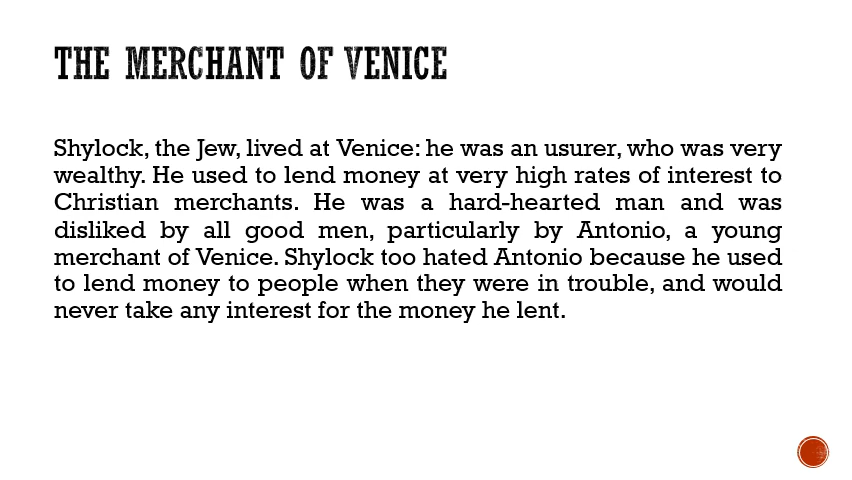 THE MERCHANT OF VENICE
Shylock, the Jew, lived at Venice: he was an usurer, who was very
wealthy. He used to lend money at very high rates of interest to
Christian merchants. He was a hard-hearted man and was
disliked by all good men, particularly by Antonio, a young
merchant of Venice. Shylock too hated Antonio because he used
to lend money to people when they were in trouble, and would
never take any interest for the money he lent.